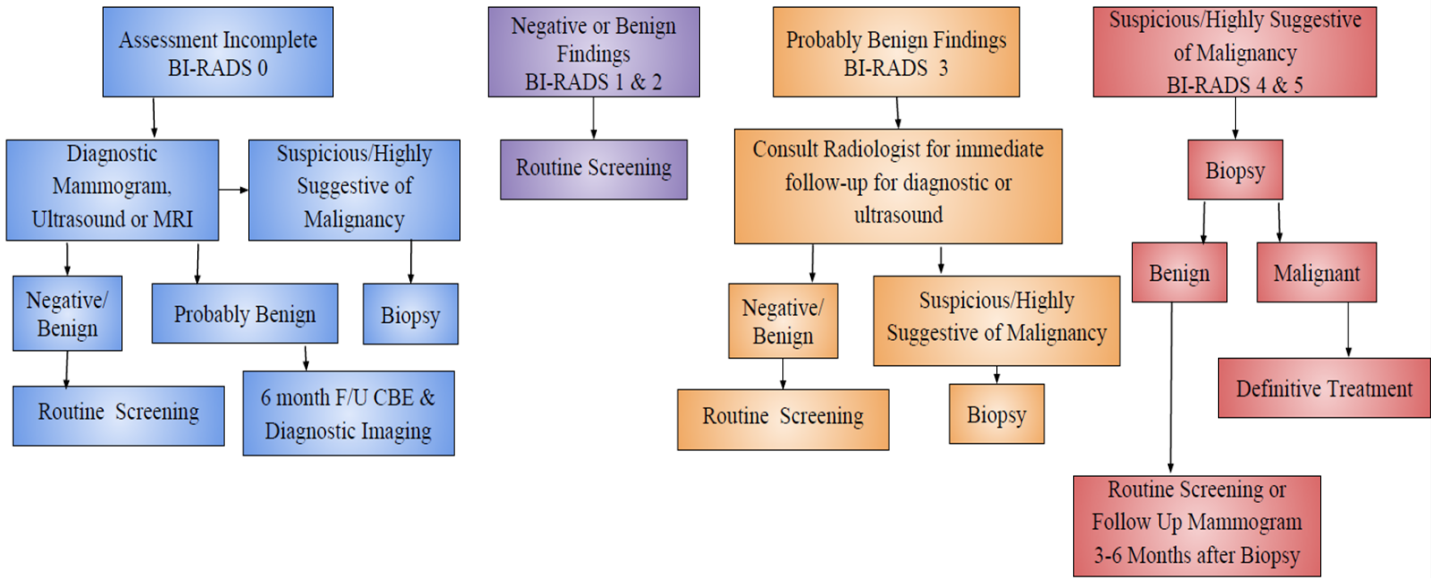 Assessment Incomplete
BI-RADS 0
Diagnostic
Mammogram,
Ultrasound or MRI
Suspicious/Highly
Suggestive of
Malignancy
Negative/
Benign
Probably Benign
Biopsy
Routine Screening
6 month F/U CBE &
Diagnostic Imaging
Negative or Benign
Findings
BI-RADS 1 & 2
Routine Screening
Probably Benign Findings
BI-RADS 3
Consult Radiologist for immediate
follow-up for diagnostic or
ultrasound
Negative/
Benign
Suspicious/Highly
Suggestive of Malignancy
Routine Screening
Biopsy
Suspicious/Highly Suggestive
of Malignancy
BI-RADS 4 & 5
Biopsy
Benign
Malignant
Definitive Treatment
Routine Screening or
Follow Up Mammogram
3-6 Months after Biopsy